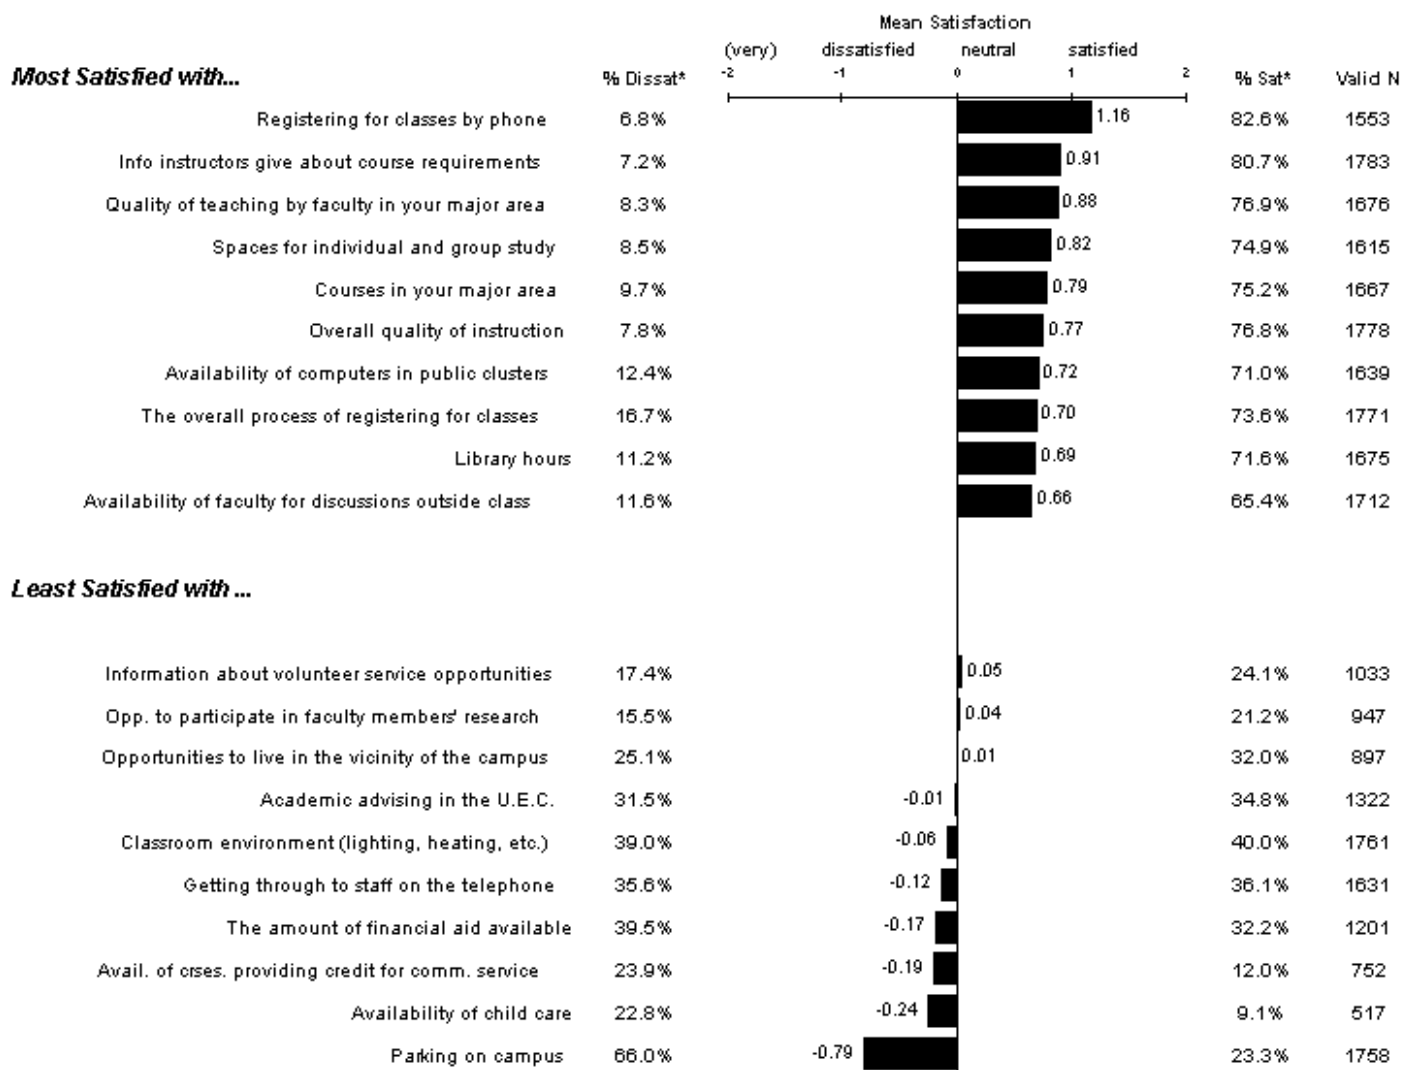 Mean Satisfaction
(very) dissatisfied neutral satisfied
Most Satisfied with... % Dissat* -2 -1 0 1 2 % Sat* Valid N
Registering for classes by phone 6.8% 1.16 82.6% 1553
Info instructors give about course requirements 7.2% 0.91 80.7% 1783
Quality of teaching by faculty in your major area 8.3% 0.88 76.9% 1676
Spaces for individual and group study 8.5% 0.82 74.9% 1615
Courses in your major area 9.7% 0.79 75.2% 1667
Overall quality of instruction 7.8% 0.77 76.8% 1778
Availability of computers in public clusters 12.4% 0.72 71.0% 1639
The overall process of registering for classes 16.7% 0.70 73.6% 1771
Library hours 11.2% 0.69 71.6% 1675
Availability of faculty for discussions outside class 11.6% 0.66 65.4% 1712
Least Satisfied with ...
Information about volunteer service opportunities 17.4% 0.05 24.1% 1033
Opp. to participate in faculty members' research 15.5% 0.04 21.2% 947
Opportunities to live in the vicinity of the campus 25.1% 0.01 32.0% 897
Academic advising in the U.E.C. 31.5% -0.01 34.8% 1322
Classroom environment (lighting, heating, etc.) 39.0% -0.06 40.0% 1761
Getting through to staff on the telephone 35.6% -0.12 36.1% 1631
The amount of financial aid available 39.5% -0.17 32.2% 1201
Avail. of crses. providing credit for comm. service 23.9% -0.19 12.0% 752
Availability of child care 22.8% -0.24 9.1% 517
Parking on campus 66.0% -0.79 23.3% 1758